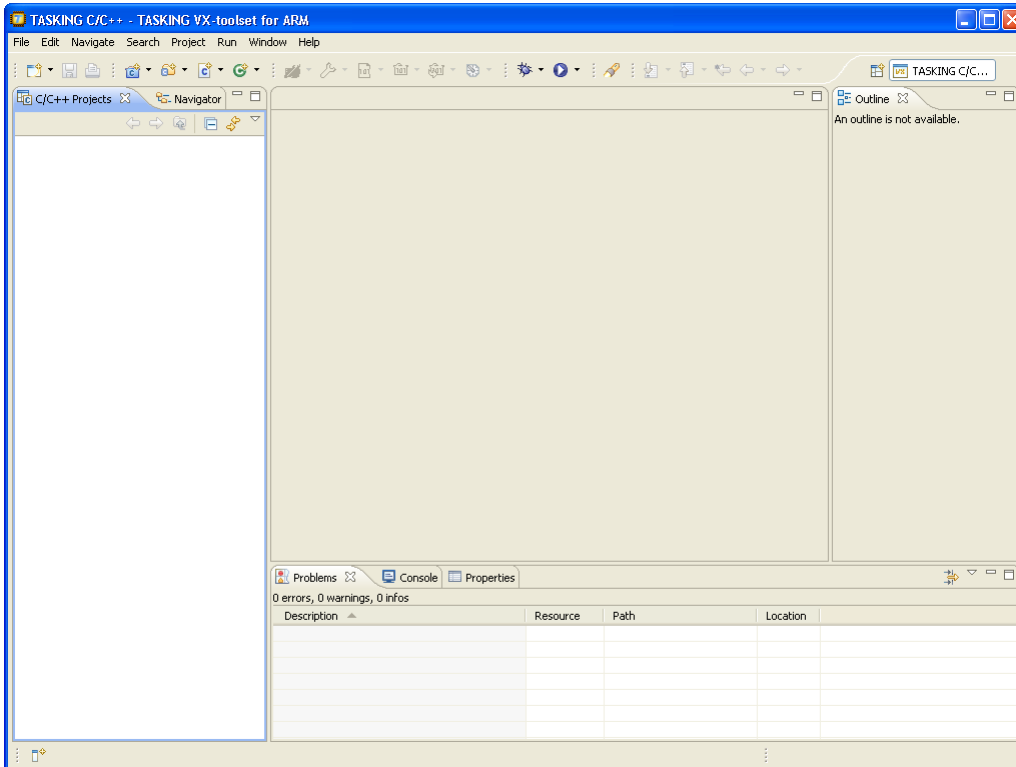 TASKING C/C++ - TASKING VX-toolset for ARM
File Edit Navigate Search Project Run Window Help
TASKING C/C...
C/C++ Projects Navigator
Outline
An outline is not available.
Problems Console Properties
0 errors, 0 warnings, 0 infos
Description Resource Path Location